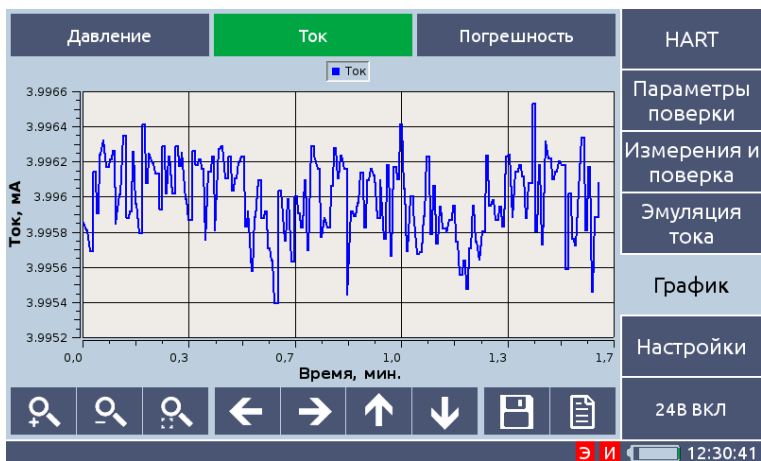 Давление
Ток
Погрешность
HART
Ток
Параметры
поверки
Измерения и
поверка
Эмуляция
тока
График
Настройки
24В ВКЛ
Ток, мА
3.9966
3.9964
3.9962
3.996
3.9958
3.9956
3.9954
3.9952
0,0
0,3
0,7
1,0
1,3
1,7
Время, мин.
Э
И
12:30:41